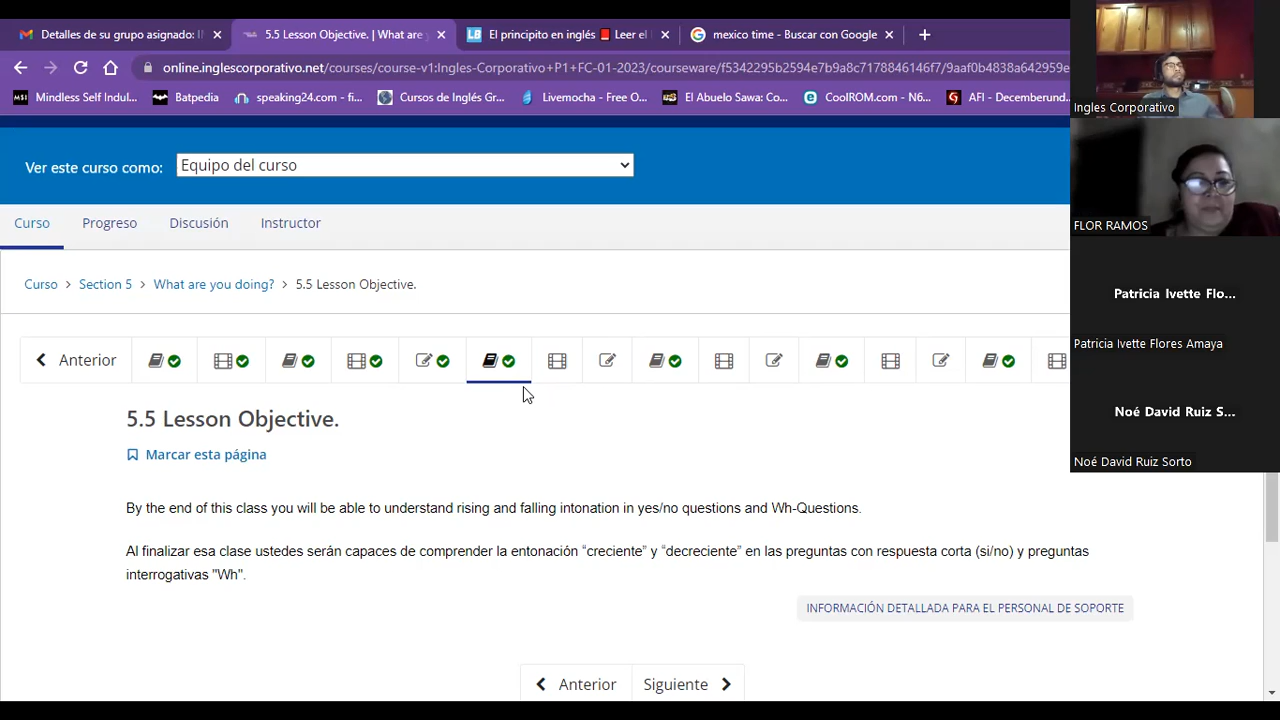 Detalles de su grupo asignado: I
5.5 Lesson Objective. | What are
LB El principito en inglés Leer el
mexico time - Buscar con Google
online.inglescorporativo.net/courses/course-v1:Ingles-Corporativo+P1+FC-01-2023/courseware/f5342295b2594e7b9a8c7178846146f7/9aaf0b4838a642959e
Mindless Self Indul...
Batpedia
speaking24.com - fi...
Cursos de Inglés Gr...
Livemocha - Free O...
El Abuelo Sawa: Co...
CoolROM.com - N6...
AFI - Decemberund...
Ver este curso como:
Equipo del curso
Curso
Progreso
Discusión
Instructor
Curso > Section 5 > What are you doing? > 5.5 Lesson Objective.
Anterior
5.5 Lesson Objective.
Marcar esta página
By the end of this class you will be able to understand rising and falling intonation in yes/no questions and Wh-Questions.
Al finalizar esa clase ustedes serán capaces de comprender la entonación “creciente” y “decreciente” en las preguntas con respuesta corta (si/no) y preguntas
interrogativas "Wh".
INFORMACIÓN DETALLADA PARA EL PERSONAL DE SOPORTE
Anterior
Siguiente
Ingles Corporativo
FLOR RAMOS
Patricia Ivette Flo...
Patricia Ivette Flores Amaya
Noé David Ruiz S...
Noé David Ruiz Sorto